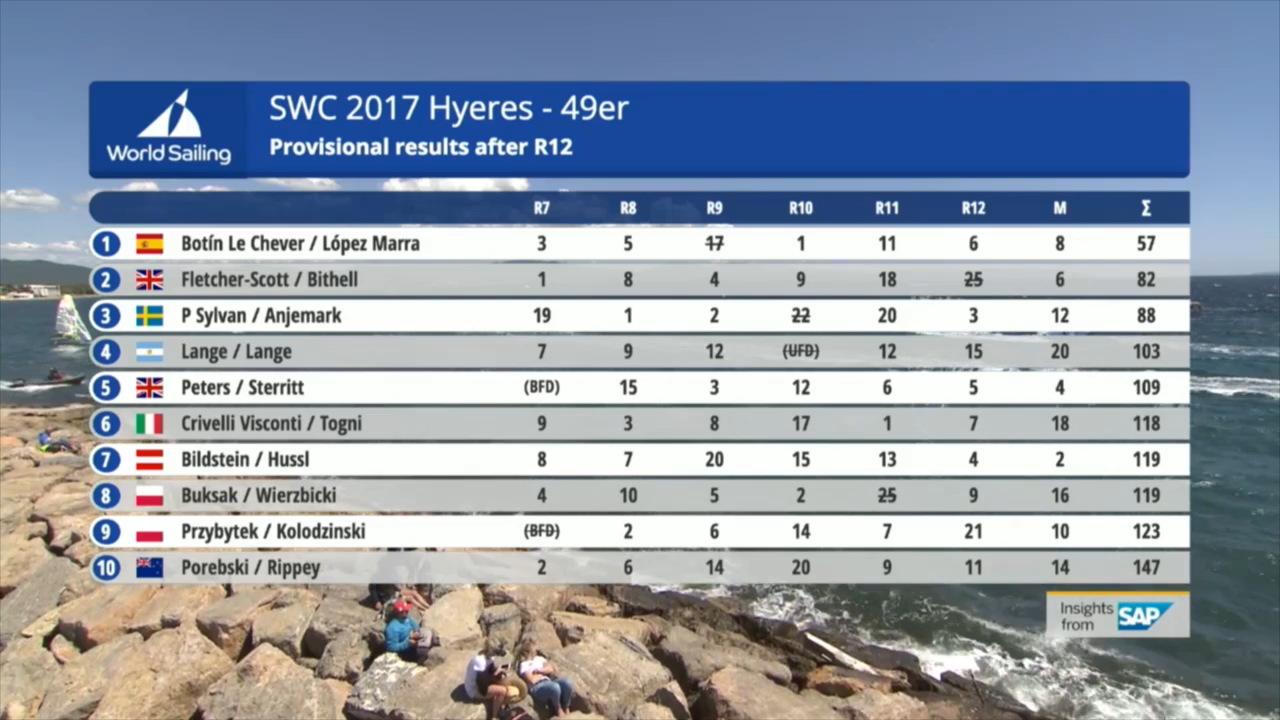 SWC 2017 Hyeres - 49er
World Sailing
Provisional results after R12
R7 R8 R9 R10 R11 R12 M Σ
1 Botín Le Chever / López Marra 3 5 17 1 11 6 8 57
2 Fletcher-Scott / Bithell 1 8 4 9 18 25 6 82
3 P Sylvan / Anjemark 19 1 2 22 20 3 12 88
4 Lange / Lange 7 9 12 (UFD) 12 15 20 103
5 Peters / Sterritt (BFD) 15 3 12 6 5 4 109
6 Crivelli Visconti / Togni 9 3 8 17 1 7 18 118
7 Bildstein / Hussl 8 7 20 15 13 4 2 119
8 Buksak / Wierzbicki 4 10 5 2 25 9 16 119
9 Przybytek / Kolodzinski (BFD) 2 6 14 7 21 10 123
10 Porebski / Rippey 2 6 14 20 9 11 14 147
Insights from SAP